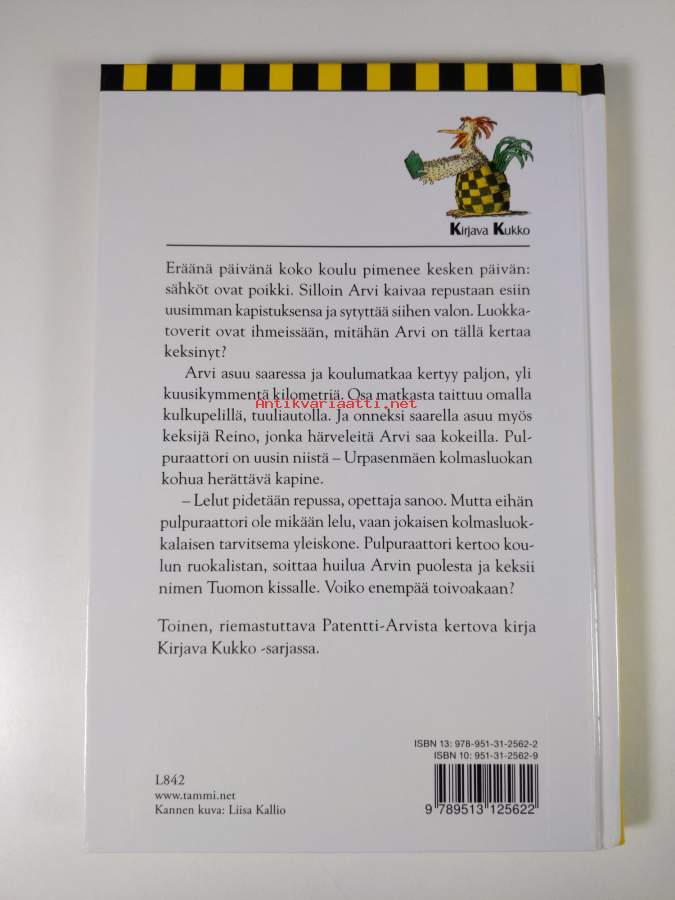 Kirjava Kukko
Eräänä päivänä koko koulu pimenee kesken päivän:
sähköt ovat poikki. Silloin Arvi kaivaa repustaan esiin
uusimman kapistuksensa ja sytyttää siihen valon. Luokka-
toverit ovat ihmeissään, mitähän Arvi on tällä kertaa
keksinyt?
Arvi asuu saaressa ja koulumatkaa kertyy paljon, yli
kuusikymmentä kilometriä. Osa matkasta taittuu omalla
Antikvariaatti.net
kulkupelillä, tuuliautolla. Ja onneksi saarella asuu myös
keksijä Reino, jonka härveleitä Arvi saa kokeilla. Pul-
puraattori on uusin niistä – Urpasenmäen kolmasluokan
kohua herättävä kapine.
– Lelut pidetään repussa, opettaja sanoo. Mutta eihän
pulpuraattori ole mikään lelu, vaan jokaisen kolmasluok-
kalaisen tarvitsema yleiskone. Pulpuraattori kertoo kou-
lun ruokalistan, soittaa huilua Arvin puolesta ja keksii
nimen Tuomon kissalle. Voiko enempää toivoakaan?
Toinen, riemastuttava Patentti-Arvista kertova kirja
Kirjava Kukko -sarjassa.
ISBN 13: 978-951-31-2562-2
ISBN 10: 951-31-2562-9
L842
www.tammi.net
Kannen kuva: Liisa Kallio
9 789513 125622